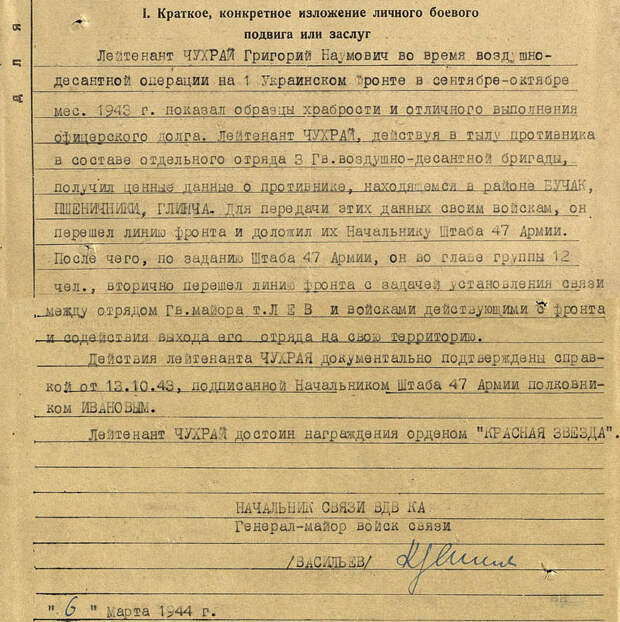 для
I. Краткое, конкретное изложение личного боевого
подвига или заслуг
Лейтенант ЧУХРАЙ Григорий Наумович во время воздушно-
десантной операции на 1 Украинском Фронте в сентябре-октябре
мес. 1943 г. показал образцы храбрости и отличного выполнения
офицерского долга. Лейтенант ЧУХРАЙ, действуя в тылу противника
в составе отдельного отряда 3 Гв.воздушно-десантной бригады,
получил ценные данные о противнике, находящемся в районе БУЧАК,
ПШЕНИЧНИКИ, ГЛИНЧА. Для передачи этих данных своим войскам, он
перешел линию фронта и доложил их Начальнику Штаба 47 Армии.
После чего, по заданию Штаба 47 Армии, он во главе группы 12
чел., вторично перешел линию фронта с задачей установления связи
между отрядом Гв.майора т.ЛЕВ и войсками действующими с фронта
и содействия выхода его отряда на свою территорию.
Действия лейтенанта ЧУХРАЯ документально подтверждены справ-
кой от 13.10.43, подписанной Начальником Штаба 47 Армии полковни-
ком ИВАНОВЫМ.
Лейтенант ЧУХРАЙ достоин награждения орденом "КРАСНАЯ ЗВЕЗДА".
НАЧАЛЬНИК СВЯЗИ ВДВ КА
Генерал-майор войск связи
/ВАСИЛЬЕВ/
" 6 " Марта 1944 г.